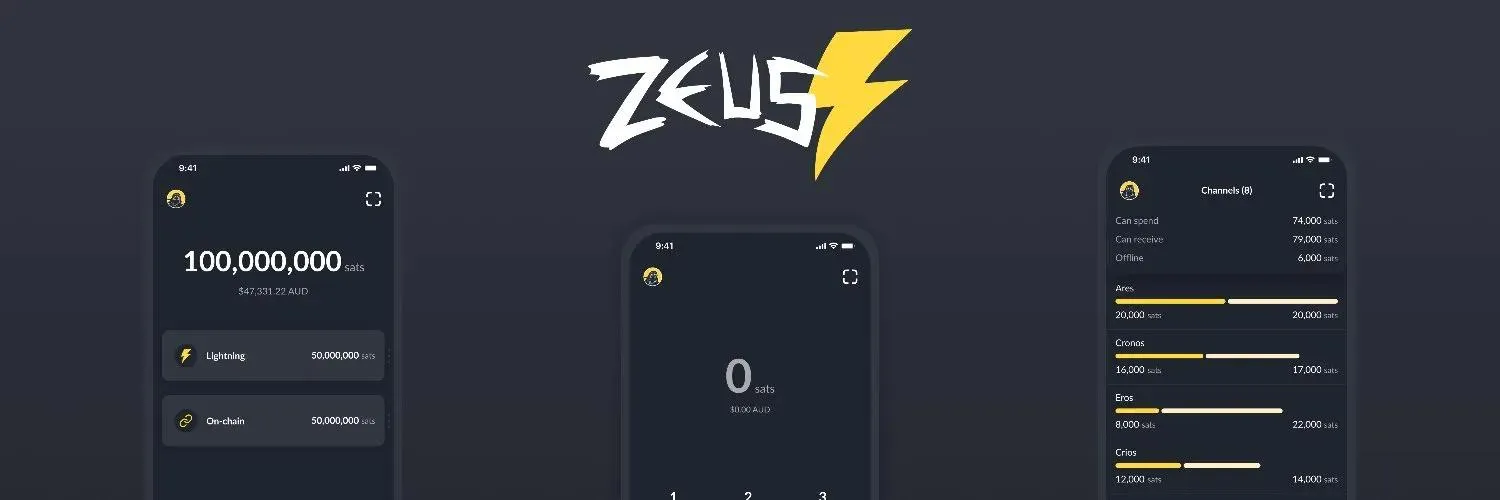 ZEUS
9:41
100,000,000 sats
$47,331.22 AUD
Lightning 50,000,000 sats
On-chain 50,000,000 sats
9:41
0 sats
$0.00 AUD
1 2 3
9:41
Channels (8)
Can spend 74,000 sats
Can receive 79,000 sats
Offline 6,000 sats
Ares
20,000 sats 20,000 sats
Cronos
16,000 sats 17,000 sats
Eros
8,000 sats 22,000 sats
Crios
12,000 sats 14,000 sats